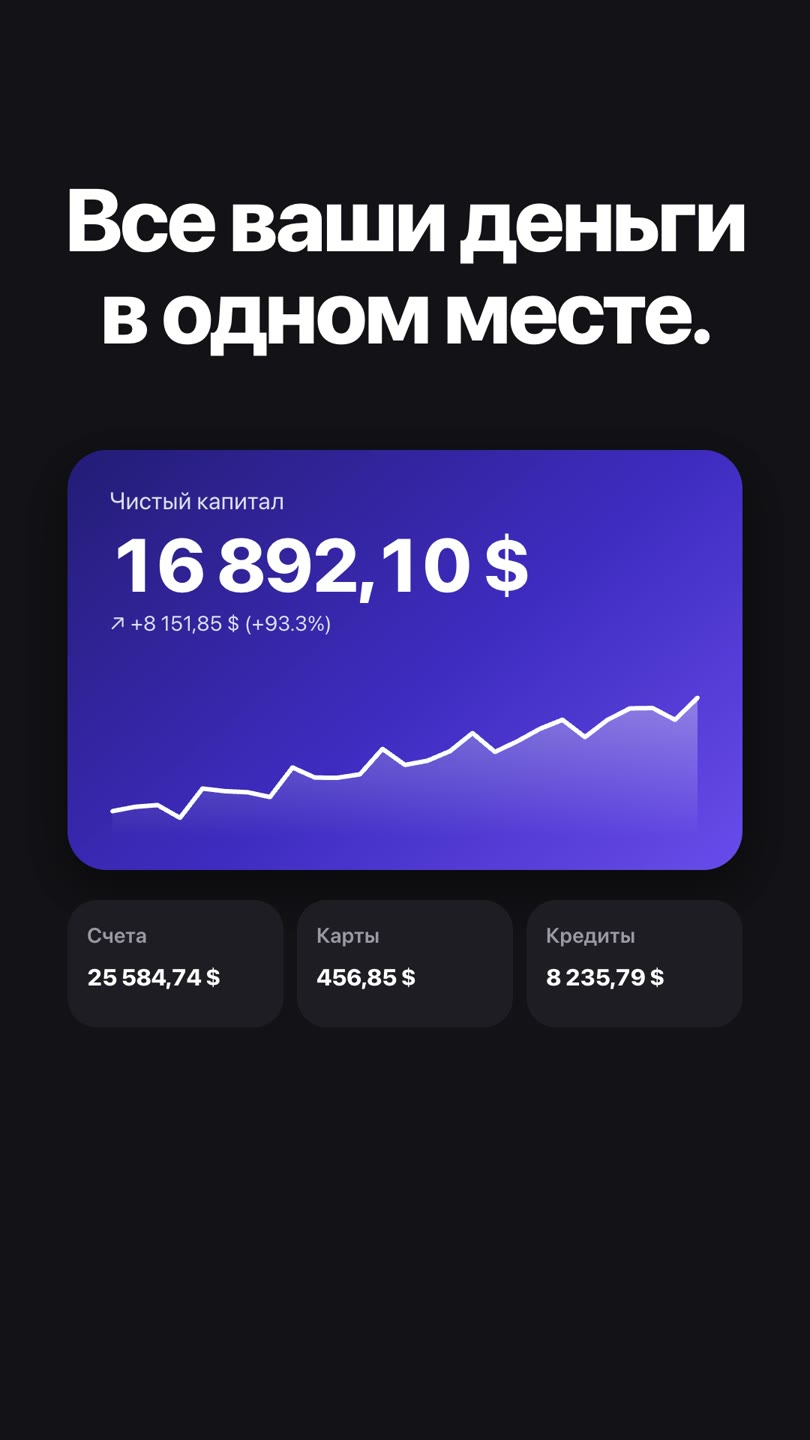 Все ваши деньги
в одном месте.
Чистый капитал
16 892,10 $
↗ +8 151,85 $ (+93.3%)
Счета
25 584,74 $
Карты
456,85 $
Кредиты
8 235,79 $